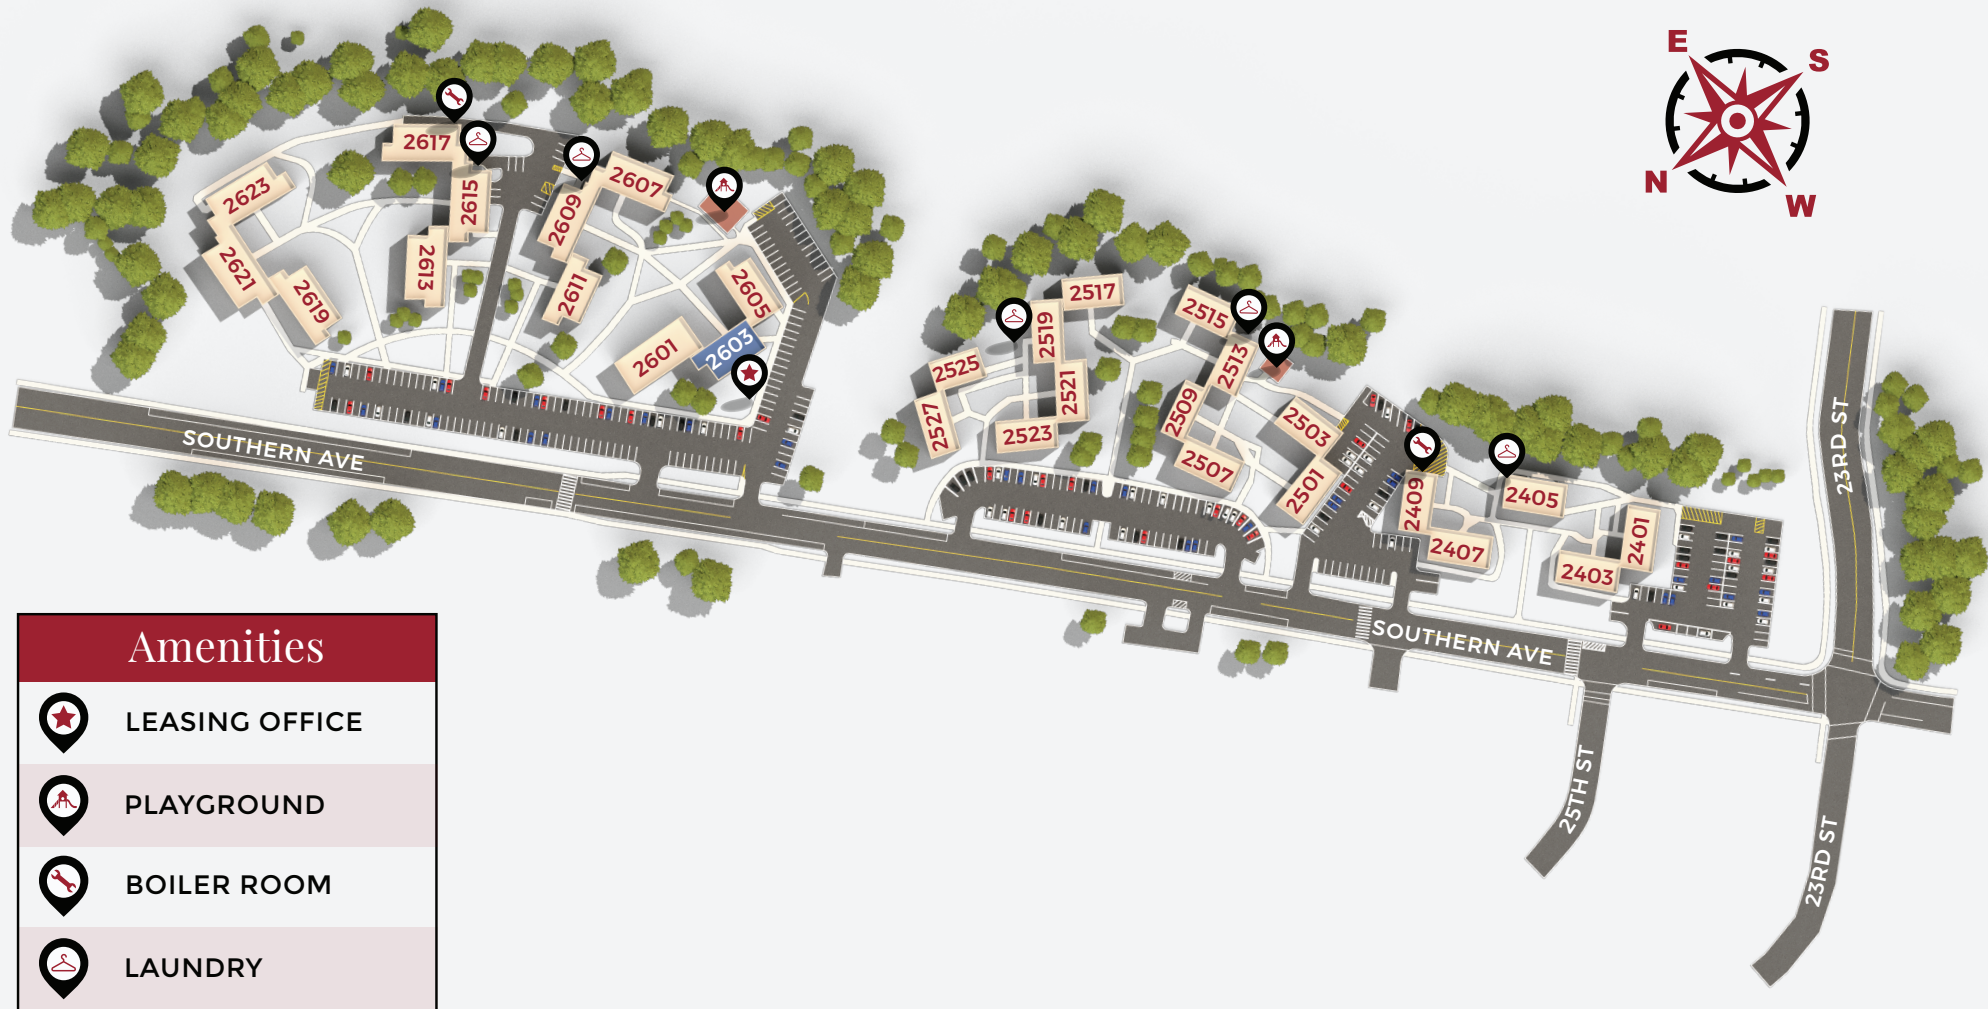 E
S
N
W
2617
2623
2615
2607
2609
2621
2613
2619
2611
2605
2603
2601
2517
2515
2519
2513
2525
2521
2509
2527
2523
2503
2507
2501
2409
2405
2407
2401
2403
23RD ST
SOUTHERN AVE
SOUTHERN AVE
25TH ST
23RD ST
Amenities
LEASING OFFICE
PLAYGROUND
BOILER ROOM
LAUNDRY